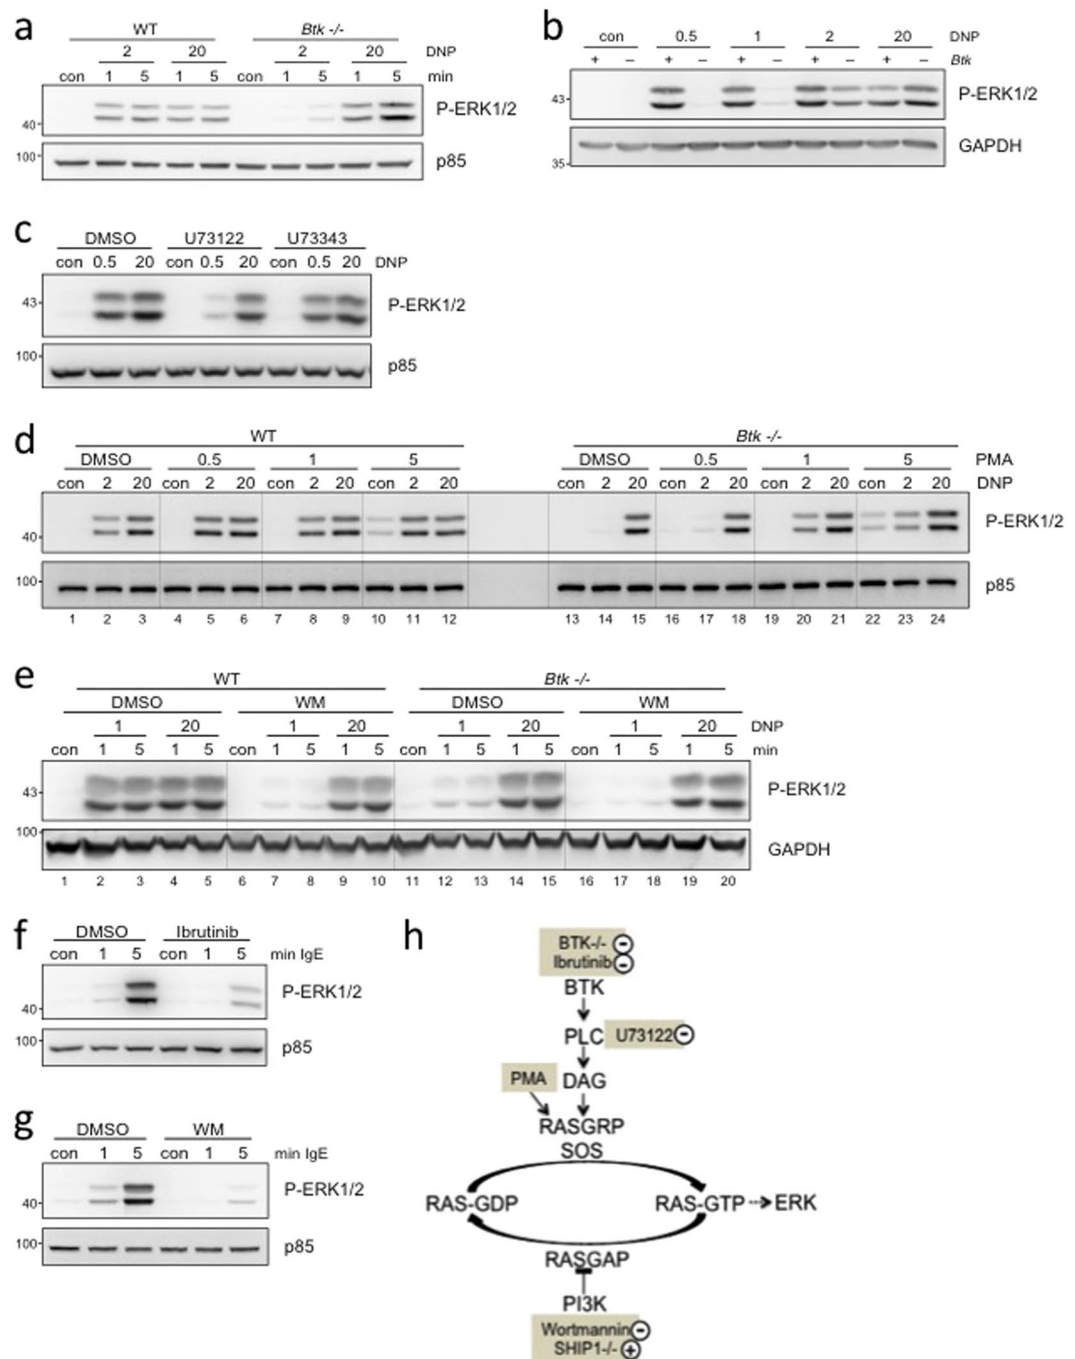 a
WT Btk -/-
2 20 2 20 DNP
con 1 5 1 5 con 1 5 1 5 min
P-ERK1/2
40
100
p85
b
con 0.5 1 2 20 DNP
+ – + – + – + – + – Btk
43
P-ERK1/2
GAPDH
35
c
DMSO U73122 U73343
con 0.5 20 con 0.5 20 con 0.5 20 DNP
43
P-ERK1/2
100
p85
d
WT Btk -/-
DMSO 0.5 1 5 DMSO 0.5 1 5 PMA
con 2 20 con 2 20 con 2 20 con 2 20 con 2 20 con 2 20 con 2 20 con 2 20 DNP
P-ERK1/2
40
100
p85
1 2 3 4 5 6 7 8 9 10 11 12 13 14 15 16 17 18 19 20 21 22 23 24
e
WT Btk -/-
DMSO WM DMSO WM
1 20 1 20 1 20 1 20 DNP
con 1 5 1 5 con 1 5 1 5 con 1 5 1 5 con 1 5 1 5 min
43
P-ERK1/2
100
GAPDH
1 2 3 4 5 6 7 8 9 10 11 12 13 14 15 16 17 18 19 20
f
DMSO Ibrutinib
con 1 5 con 1 5 min IgE
P-ERK1/2
40
100
p85
g
DMSO WM
con 1 5 con 1 5 min IgE
P-ERK1/2
40
100
p85
h
BTK-/- –
Ibrutinib –
BTK
PLC U73122 –
PMA DAG
RASGRP
SOS
RAS-GDP RAS-GTP ERK
RASGAP
PI3K
Wortmannin –
SHIP1-/- +